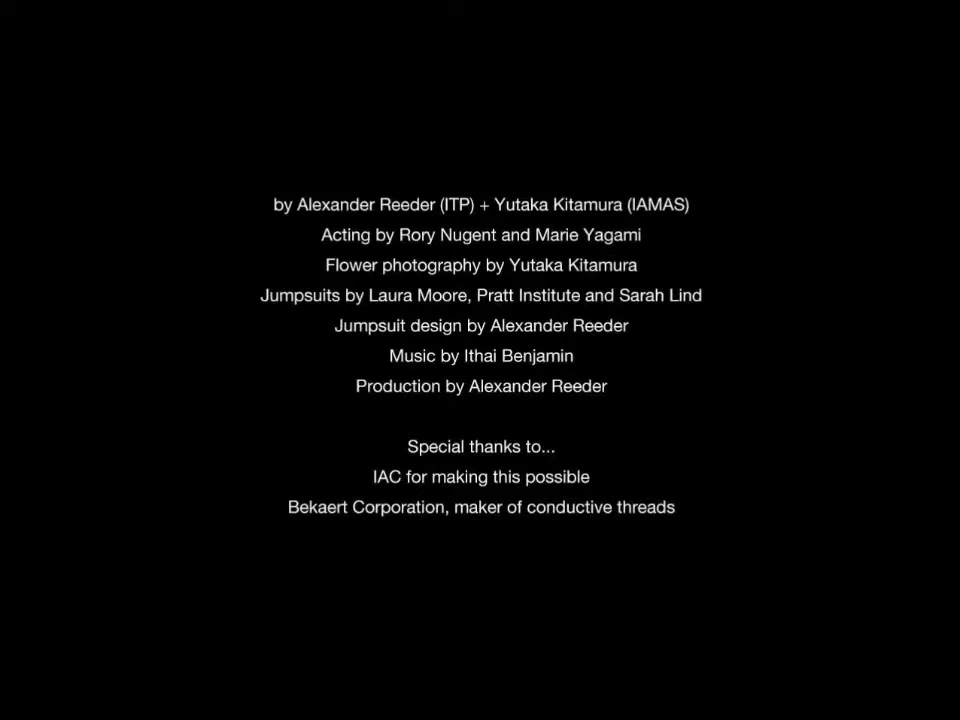 by Alexander Reeder (ITP) + Yutaka Kitamura (IAMAS)
Acting by Rory Nugent and Marie Yagami
Flower photography by Yutaka Kitamura
Jumpsuits by Laura Moore, Pratt Institute and Sarah Lind
Jumpsuit design by Alexander Reeder
Music by Ithai Benjamin
Production by Alexander Reeder
Special thanks to...
IAC for making this possible
Bekaert Corporation, maker of conductive threads